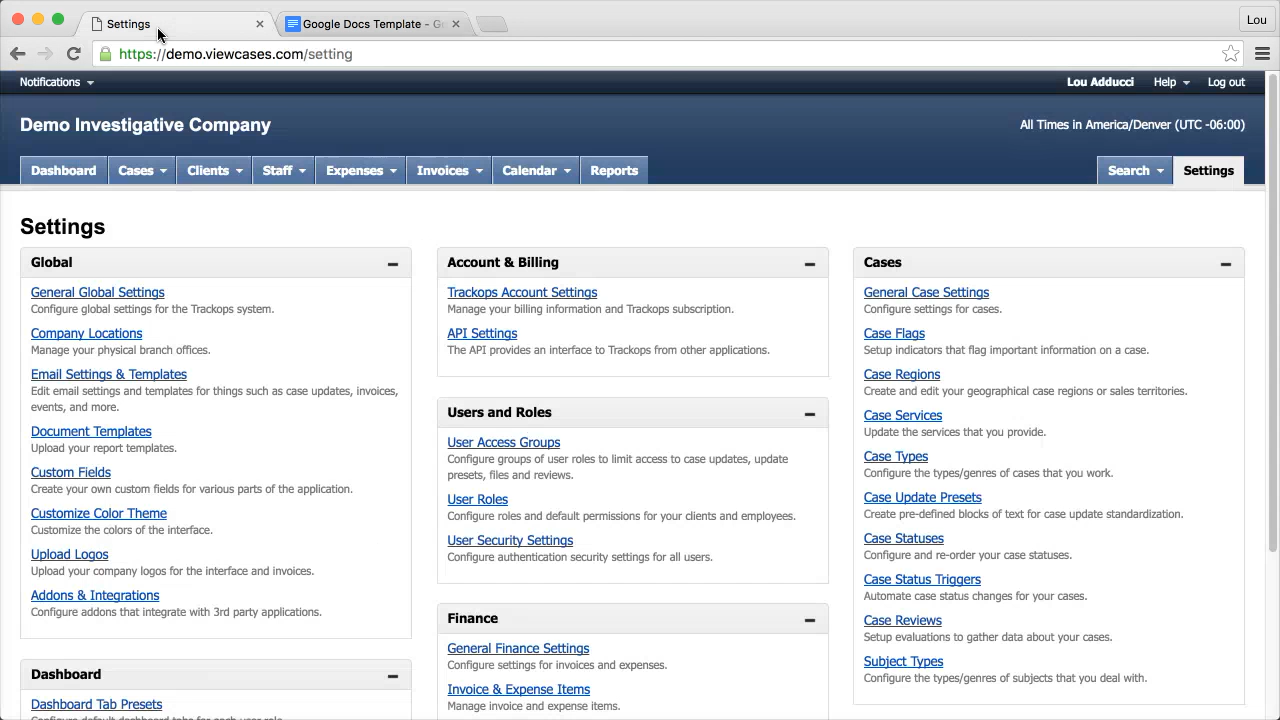 Settings
Google Docs Template - G
Lou
https://demo.viewcases.com/setting
Notifications
Lou Adducci
Help
Log out
Demo Investigative Company
All Times in America/Denver (UTC -06:00)
Dashboard
Cases
Clients
Staff
Expenses
Invoices
Calendar
Reports
Search
Settings
Settings
Global
General Global Settings
Configure global settings for the Trackops system.
Company Locations
Manage your physical branch offices.
Email Settings & Templates
Edit email settings and templates for things such as case updates, invoices,
events, and more.
Document Templates
Upload your report templates.
Custom Fields
Create your own custom fields for various parts of the application.
Customize Color Theme
Customize the colors of the interface.
Upload Logos
Upload your company logos for the interface and invoices.
Addons & Integrations
Configure addons that integrate with 3rd party applications.
Dashboard
Dashboard Tab Presets
Configure default dashboard tabs for each user role.
Account & Billing
Trackops Account Settings
Manage your billing information and Trackops subscription.
API Settings
The API provides an interface to Trackops from other applications.
Users and Roles
User Access Groups
Configure groups of user roles to limit access to case updates, update
presets, files and reviews.
User Roles
Configure roles and default permissions for your clients and employees.
User Security Settings
Configure authentication security settings for all users.
Finance
General Finance Settings
Configure settings for invoices and expenses.
Invoice & Expense Items
Manage invoice and expense items.
Cases
General Case Settings
Configure settings for cases.
Case Flags
Setup indicators that flag important information on a case.
Case Regions
Create and edit your geographical case regions or sales territories.
Case Services
Update the services that you provide.
Case Types
Configure the types/genres of cases that you work.
Case Update Presets
Create pre-defined blocks of text for case update standardization.
Case Statuses
Configure and re-order your case statuses.
Case Status Triggers
Automate case status changes for your cases.
Case Reviews
Setup evaluations to gather data about your cases.
Subject Types
Configure the types/genres of subjects that you deal with.